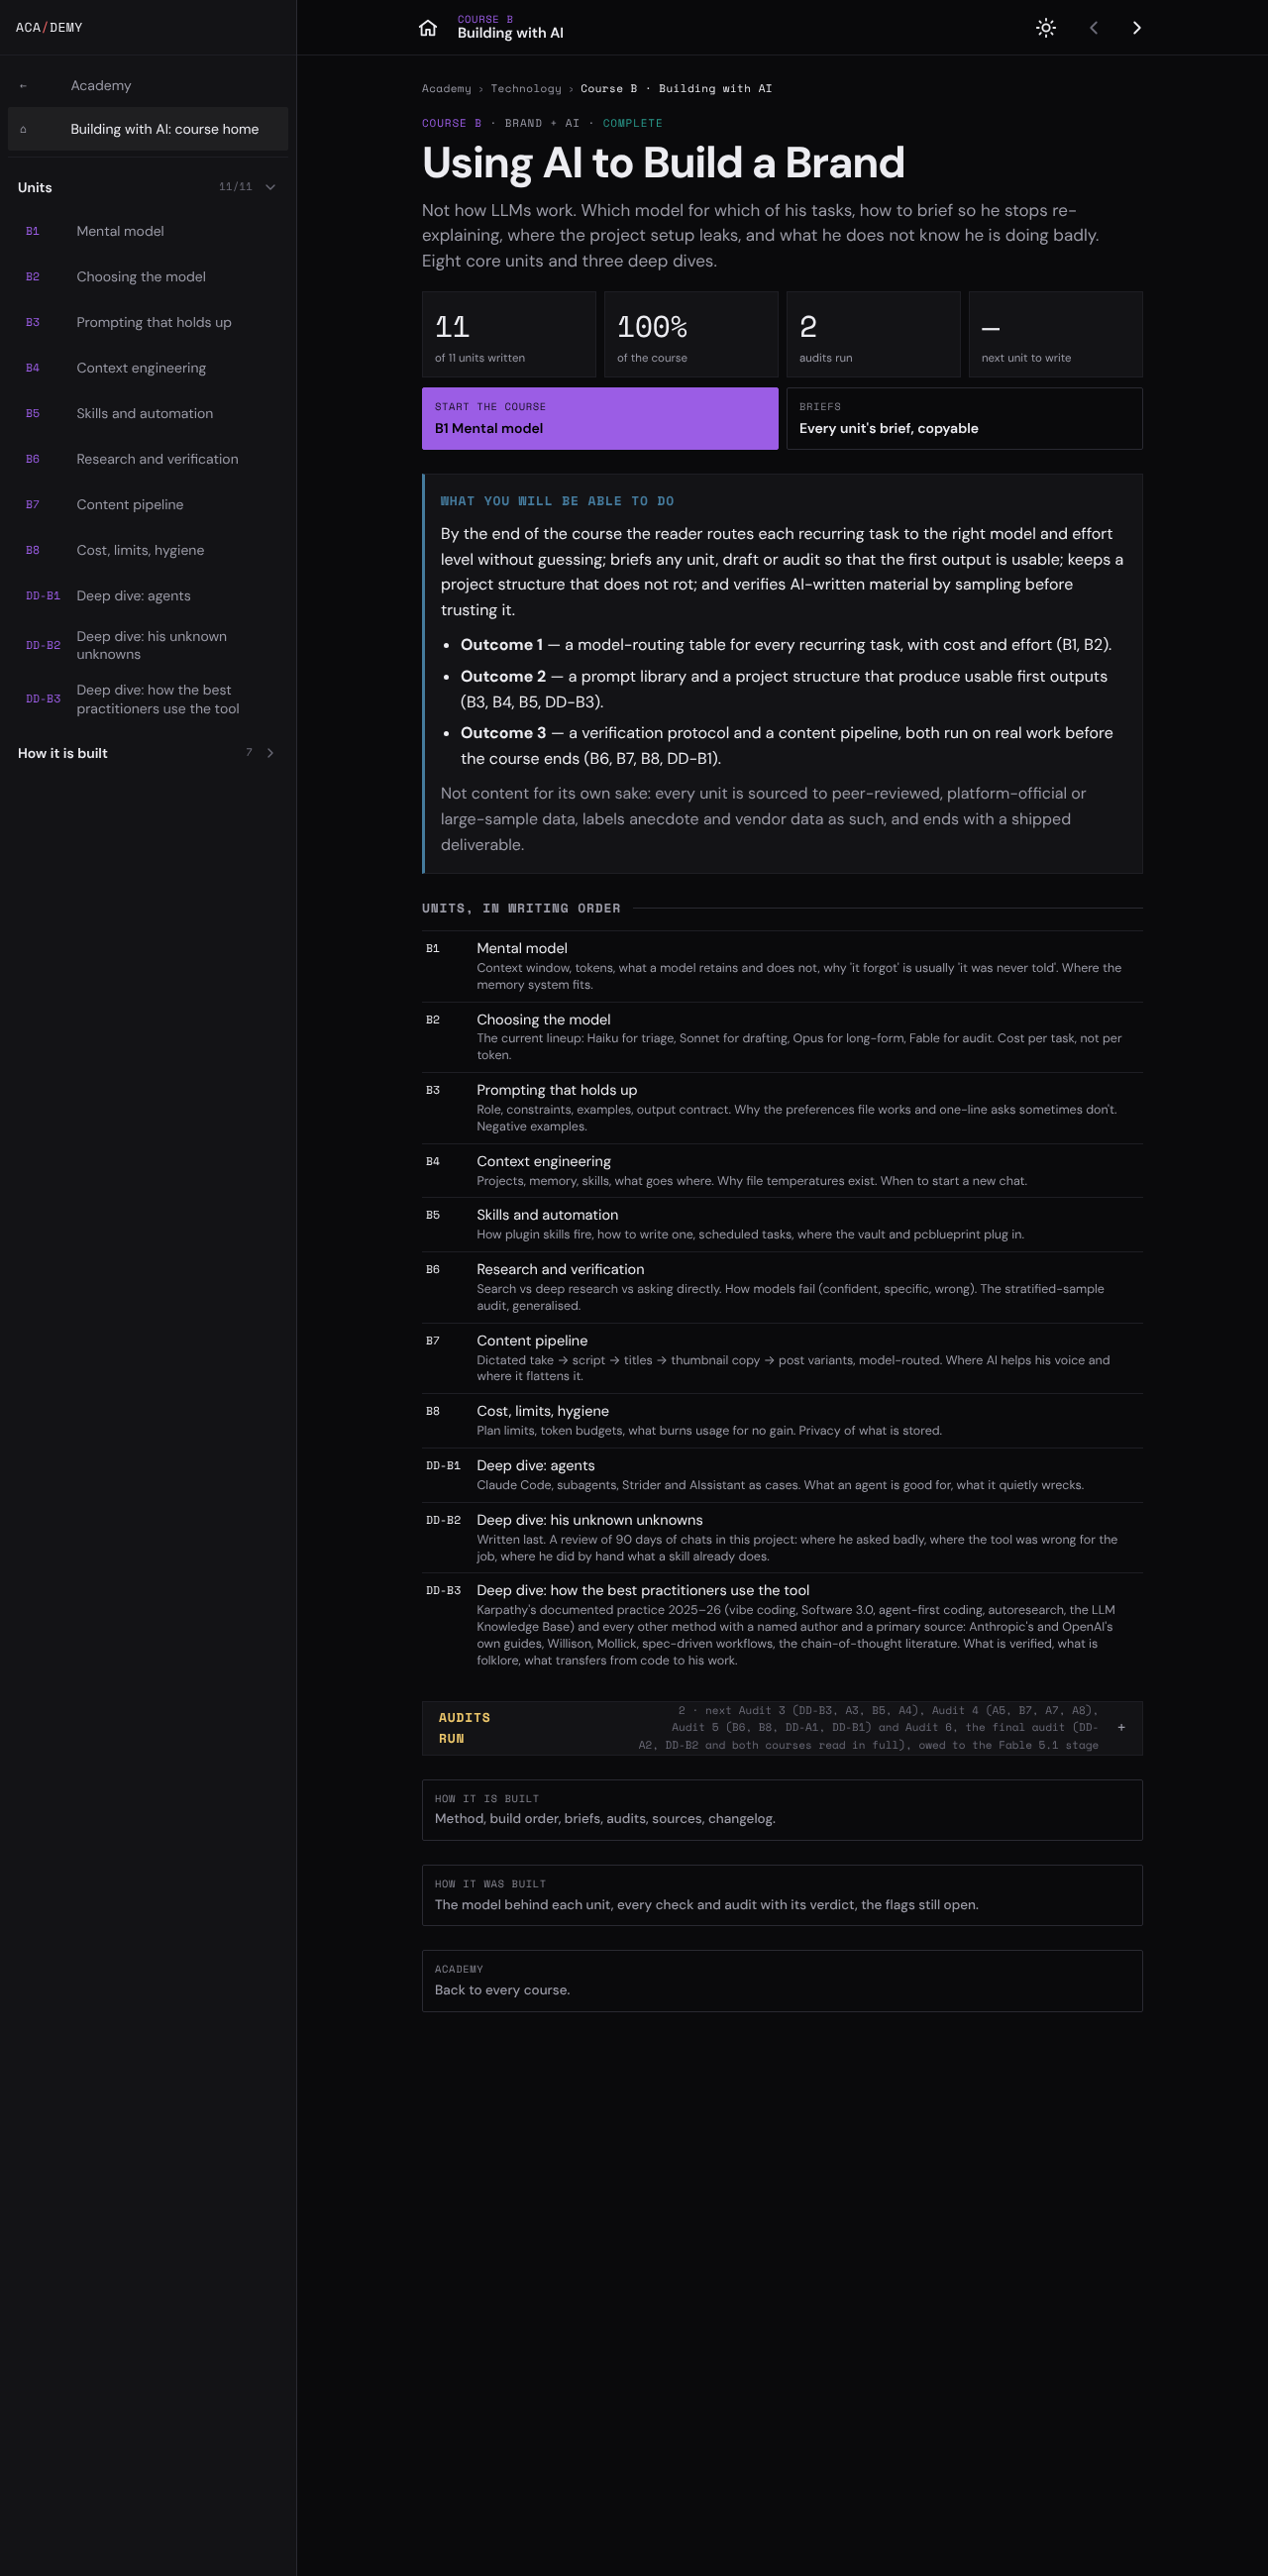 ACA/DEMY
← Academy
⌂ Building with AI: course home
Units 11/11
B1 Mental model
B2 Choosing the model
B3 Prompting that holds up
B4 Context engineering
B5 Skills and automation
B6 Research and verification
B7 Content pipeline
B8 Cost, limits, hygiene
DD-B1 Deep dive: agents
DD-B2 Deep dive: his unknown
unknowns
DD-B3 Deep dive: how the best
practitioners use the tool
How it is built 7
COURSE B
Building with AI
Academy › Technology › Course B · Building with AI
COURSE B · BRAND + AI · COMPLETE
Using AI to Build a Brand
Not how LLMs work. Which model for which of his tasks, how to brief so he stops re-
explaining, where the project setup leaks, and what he does not know he is doing badly.
Eight core units and three deep dives.
11
of 11 units written
100%
of the course
2
audits run
—
next unit to write
START THE COURSE
B1 Mental model
BRIEFS
Every unit's brief, copyable
WHAT YOU WILL BE ABLE TO DO
By the end of the course the reader routes each recurring task to the right model and effort
level without guessing; briefs any unit, draft or audit so that the first output is usable; keeps a
project structure that does not rot; and verifies AI-written material by sampling before
trusting it.
• Outcome 1 — a model-routing table for every recurring task, with cost and effort (B1, B2).
• Outcome 2 — a prompt library and a project structure that produce usable first outputs
(B3, B4, B5, DD-B3).
• Outcome 3 — a verification protocol and a content pipeline, both run on real work before
the course ends (B6, B7, B8, DD-B1).
Not content for its own sake: every unit is sourced to peer-reviewed, platform-official or
large-sample data, labels anecdote and vendor data as such, and ends with a shipped
deliverable.
UNITS, IN WRITING ORDER
B1 Mental model
Context window, tokens, what a model retains and does not, why 'it forgot' is usually 'it was never told'. Where the
memory system fits.
B2 Choosing the model
The current lineup: Haiku for triage, Sonnet for drafting, Opus for long-form, Fable for audit. Cost per task, not per
token.
B3 Prompting that holds up
Role, constraints, examples, output contract. Why the preferences file works and one-line asks sometimes don't.
Negative examples.
B4 Context engineering
Projects, memory, skills, what goes where. Why file temperatures exist. When to start a new chat.
B5 Skills and automation
How plugin skills fire, how to write one, scheduled tasks, where the vault and pcblueprint plug in.
B6 Research and verification
Search vs deep research vs asking directly. How models fail (confident, specific, wrong). The stratified-sample
audit, generalised.
B7 Content pipeline
Dictated take → script → titles → thumbnail copy → post variants, model-routed. Where AI helps his voice and
where it flattens it.
B8 Cost, limits, hygiene
Plan limits, token budgets, what burns usage for no gain. Privacy of what is stored.
DD-B1 Deep dive: agents
Claude Code, subagents, Strider and AIssistant as cases. What an agent is good for, what it quietly wrecks.
DD-B2 Deep dive: his unknown unknowns
Written last. A review of 90 days of chats in this project: where he asked badly, where the tool was wrong for the
job, where he did by hand what a skill already does.
DD-B3 Deep dive: how the best practitioners use the tool
Karpathy's documented practice 2025–26 (vibe coding, Software 3.0, agent-first coding, autoresearch, the LLM
Knowledge Base) and every other method with a named author and a primary source: Anthropic's and OpenAI's
own guides, Willison, Mollick, spec-driven workflows, the chain-of-thought literature. What is verified, what is
folklore, what transfers from code to his work.
AUDITS
RUN
2 · next Audit 3 (DD-B3, A3, B5, A4), Audit 4 (A5, B7, A7, A8),
Audit 5 (B6, B8, DD-A1, DD-B1) and Audit 6, the final audit (DD-
A2, DD-B2 and both courses read in full), owed to the Fable 5.1 stage
+
HOW IT IS BUILT
Method, build order, briefs, audits, sources, changelog.
HOW IT WAS BUILT
The model behind each unit, every check and audit with its verdict, the flags still open.
ACADEMY
Back to every course.